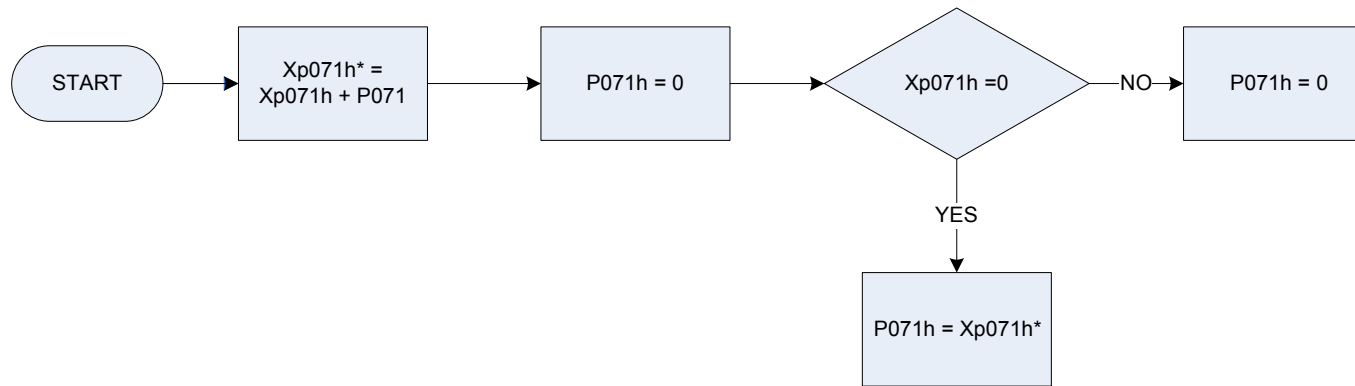 START
Xp071h* =
Xp071h + P071
P071h = 0
Xp071h =0
NO
P071h = 0
YES
P071h = Xp071h*